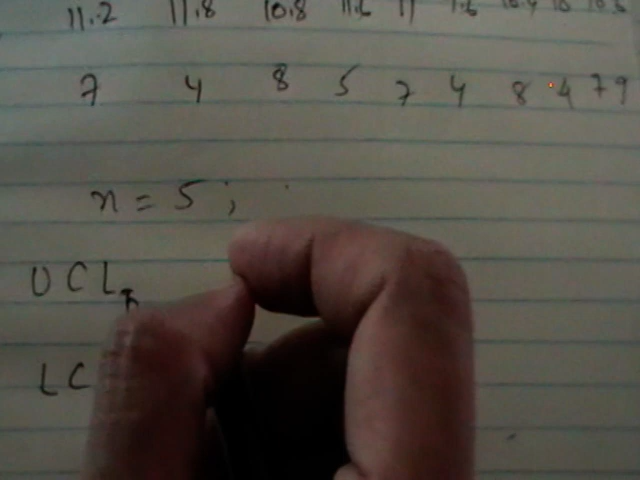 11.2 11.8 10.8 11.6 11
7 4 8 5 7 4 8 4 7 9
n = 5 ;
UCL
LC